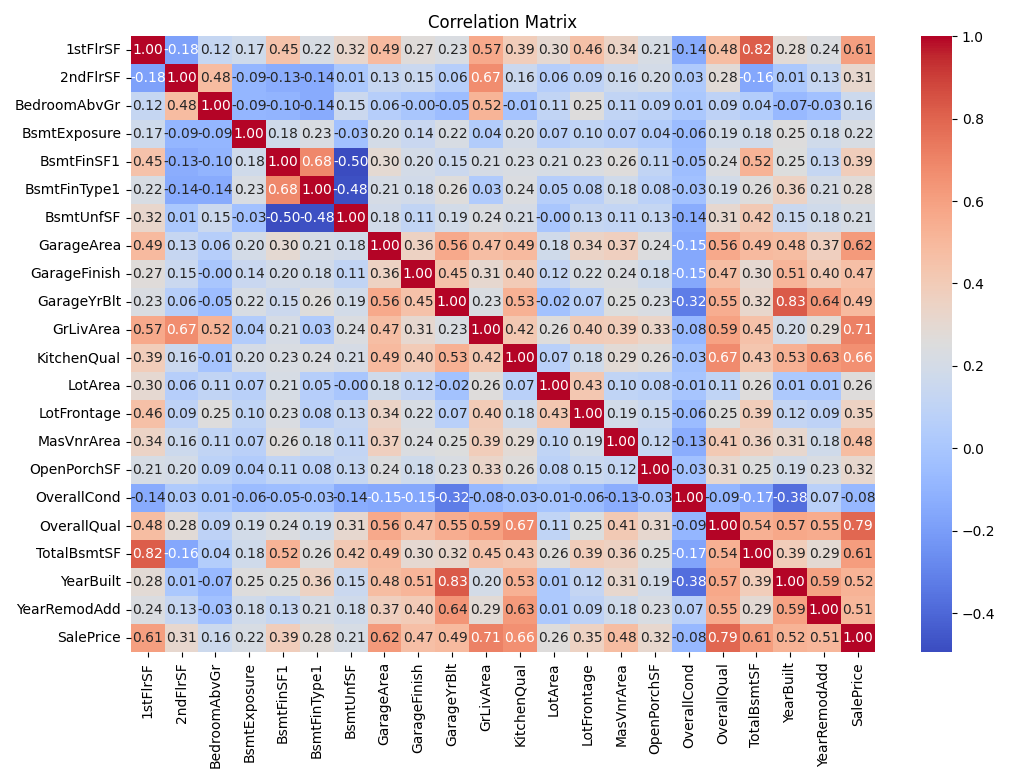 Correlation Matrix
1stFlrSF 1.00 -0.18 0.12 0.17 0.45 0.22 0.32 0.49 0.27 0.23 0.57 0.39 0.30 0.46 0.34 0.21 -0.14 0.48 0.82 0.28 0.24 0.61
2ndFlrSF -0.18 1.00 0.48 -0.09 -0.13 -0.14 0.01 0.13 0.15 0.06 0.67 0.16 0.06 0.09 0.16 0.20 0.03 0.28 -0.16 0.01 0.13 0.31
BedroomAbvGr 0.12 0.48 1.00 -0.09 -0.10 -0.14 0.15 0.06 -0.00 -0.05 0.52 -0.01 0.11 0.25 0.11 0.09 0.01 0.09 0.04 -0.07 -0.03 0.16
BsmtExposure 0.17 -0.09 -0.09 1.00 0.18 0.23 -0.03 0.20 0.14 0.22 0.04 0.20 0.07 0.10 0.07 0.04 -0.06 0.19 0.18 0.25 0.18 0.22
BsmtFinSF1 0.45 -0.13 -0.10 0.18 1.00 0.68 -0.50 0.30 0.20 0.15 0.21 0.23 0.21 0.23 0.26 0.11 -0.05 0.24 0.52 0.25 0.13 0.39
BsmtFinType1 0.22 -0.14 -0.14 0.23 0.68 1.00 -0.48 0.21 0.18 0.26 0.03 0.24 0.05 0.08 0.18 0.08 -0.03 0.19 0.26 0.36 0.21 0.28
BsmtUnfSF 0.32 0.01 0.15 -0.03 -0.50 -0.48 1.00 0.18 0.11 0.19 0.24 0.21 -0.00 0.13 0.11 0.13 -0.14 0.31 0.42 0.15 0.18 0.21
GarageArea 0.49 0.13 0.06 0.20 0.30 0.21 0.18 1.00 0.36 0.56 0.47 0.49 0.18 0.34 0.37 0.24 -0.15 0.56 0.49 0.48 0.37 0.62
GarageFinish 0.27 0.15 -0.00 0.14 0.20 0.18 0.11 0.36 1.00 0.45 0.31 0.40 0.12 0.22 0.24 0.18 -0.15 0.47 0.30 0.51 0.40 0.47
GarageYrBlt 0.23 0.06 -0.05 0.22 0.15 0.26 0.19 0.56 0.45 1.00 0.23 0.53 -0.02 0.07 0.25 0.23 -0.32 0.55 0.32 0.83 0.64 0.49
GrLivArea 0.57 0.67 0.52 0.04 0.21 0.03 0.24 0.47 0.31 0.23 1.00 0.42 0.26 0.40 0.39 0.33 -0.08 0.59 0.45 0.20 0.29 0.71
KitchenQual 0.39 0.16 -0.01 0.20 0.23 0.24 0.21 0.49 0.40 0.53 0.42 1.00 0.07 0.18 0.29 0.26 -0.03 0.67 0.43 0.53 0.63 0.66
LotArea 0.30 0.06 0.11 0.07 0.21 0.05 -0.00 0.18 0.12 -0.02 0.26 0.07 1.00 0.43 0.10 0.08 -0.01 0.11 0.26 0.01 0.01 0.26
LotFrontage 0.46 0.09 0.25 0.10 0.23 0.08 0.13 0.34 0.22 0.07 0.40 0.18 0.43 1.00 0.19 0.15 -0.06 0.25 0.39 0.12 0.09 0.35
MasVnrArea 0.34 0.16 0.11 0.07 0.26 0.18 0.11 0.37 0.24 0.25 0.39 0.29 0.10 0.19 1.00 0.12 -0.13 0.41 0.36 0.31 0.18 0.48
OpenPorchSF 0.21 0.20 0.09 0.04 0.11 0.08 0.13 0.24 0.18 0.23 0.33 0.26 0.08 0.15 0.12 1.00 -0.03 0.31 0.25 0.19 0.23 0.32
OverallCond -0.14 0.03 0.01 -0.06 -0.05 -0.03 -0.14 -0.15 -0.15 -0.32 -0.08 -0.03 -0.01 -0.06 -0.13 -0.03 1.00 -0.09 -0.17 -0.38 0.07 -0.08
OverallQual 0.48 0.28 0.09 0.19 0.24 0.19 0.31 0.56 0.47 0.55 0.59 0.67 0.11 0.25 0.41 0.31 -0.09 1.00 0.54 0.57 0.55 0.79
TotalBsmtSF 0.82 -0.16 0.04 0.18 0.52 0.26 0.42 0.49 0.30 0.32 0.45 0.43 0.26 0.39 0.36 0.25 -0.17 0.54 1.00 0.39 0.29 0.61
YearBuilt 0.28 0.01 -0.07 0.25 0.25 0.36 0.15 0.48 0.51 0.83 0.20 0.53 0.01 0.12 0.31 0.19 -0.38 0.57 0.39 1.00 0.59 0.52
YearRemodAdd 0.24 0.13 -0.03 0.18 0.13 0.21 0.18 0.37 0.40 0.64 0.29 0.63 0.01 0.09 0.18 0.23 0.07 0.55 0.29 0.59 1.00 0.51
SalePrice 0.61 0.31 0.16 0.22 0.39 0.28 0.21 0.62 0.47 0.49 0.71 0.66 0.26 0.35 0.48 0.32 -0.08 0.79 0.61 0.52 0.51 1.00
1stFlrSF
2ndFlrSF
BedroomAbvGr
BsmtExposure
BsmtFinSF1
BsmtFinType1
BsmtUnfSF
GarageArea
GarageFinish
GarageYrBlt
GrLivArea
KitchenQual
LotArea
LotFrontage
MasVnrArea
OpenPorchSF
OverallCond
OverallQual
TotalBsmtSF
YearBuilt
YearRemodAdd
SalePrice
1.0
0.8
0.6
0.4
0.2
0.0
−0.2
−0.4